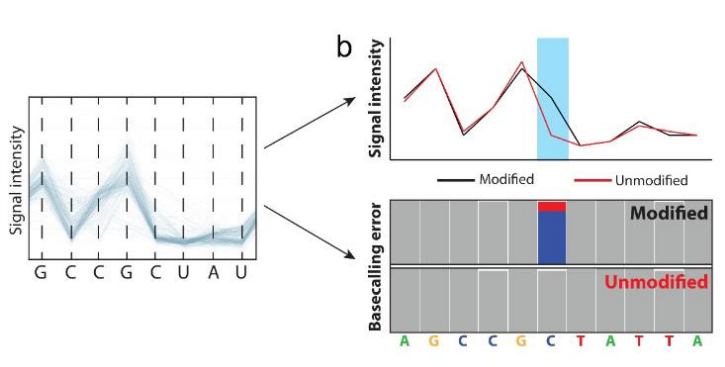 Signal intensity
G C C G C U A U
b
Signal intensity
Modified
Unmodified
Basecalling error
Modified
Unmodified
A G C C G C T A T T A